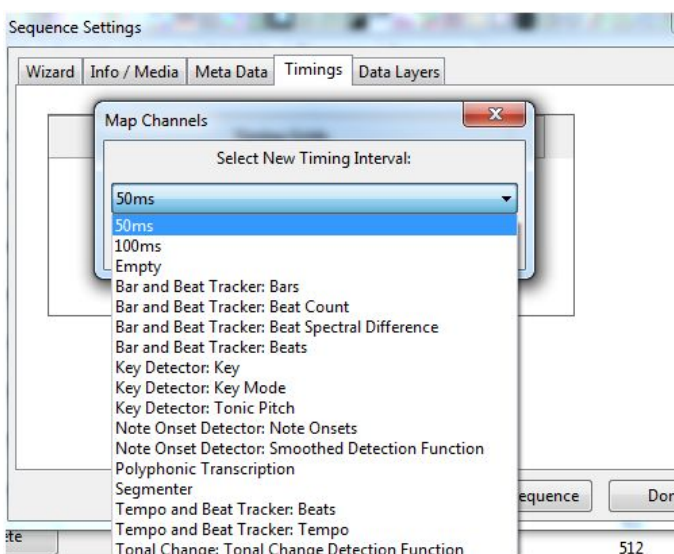 Sequence Settings
Wizard Info / Media Meta Data Timings Data Layers
Map Channels
Select New Timing Interval:
50ms
50ms
100ms
Empty
Bar and Beat Tracker: Bars
Bar and Beat Tracker: Beat Count
Bar and Beat Tracker: Beat Spectral Difference
Bar and Beat Tracker: Beats
Key Detector: Key
Key Detector: Key Mode
Key Detector: Tonic Pitch
Note Onset Detector: Note Onsets
Note Onset Detector: Smoothed Detection Function
Polyphonic Transcription
Segmenter
equence Dor
Tempo and Beat Tracker: Beats
Tempo and Beat Tracker: Tempo
Tonal Change: Tonal Change Detection Function
512